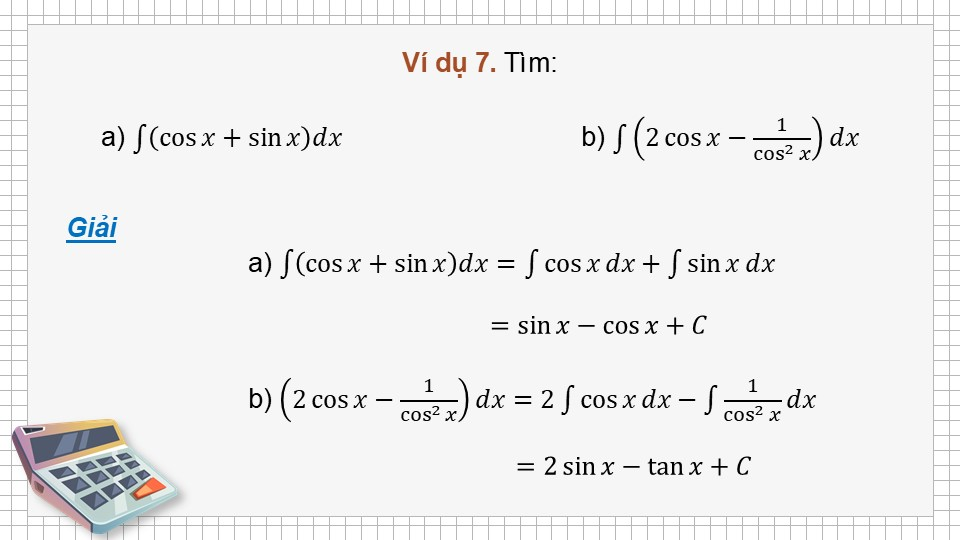 Ví dụ 7. Tìm:
a) ∫(cos x + sin x)dx b) ∫(2 cos x − 1/cos² x) dx
Giải
a) ∫(cos x + sin x)dx = ∫ cos x dx + ∫ sin x dx
= sin x − cos x + C
b) (2 cos x − 1/cos² x) dx = 2 ∫ cos x dx − ∫ 1/cos² x dx
= 2 sin x − tan x + C